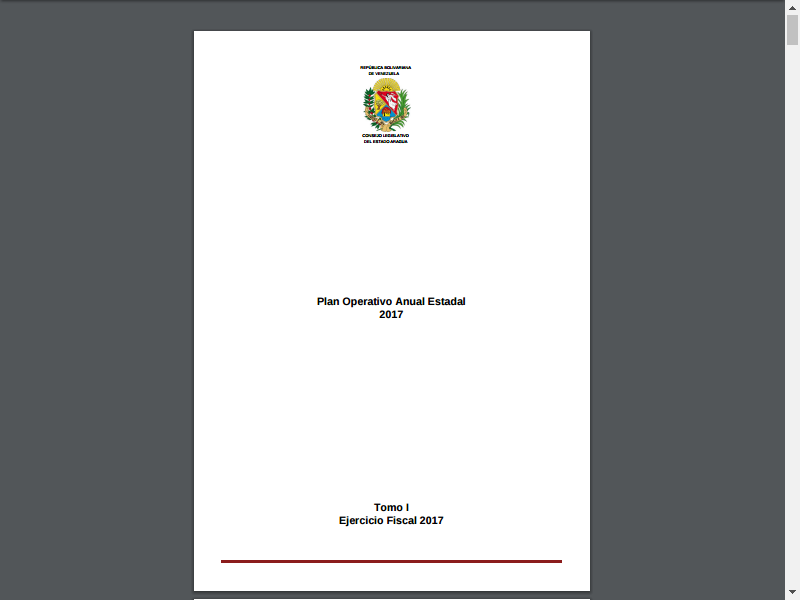 REPÚBLICA BOLIVARIANA
DE VENEZUELA
CONSEJO LEGISLATIVO
DEL ESTADO ARAGUA
Plan Operativo Anual Estadal
2017
Tomo I
Ejercicio Fiscal 2017